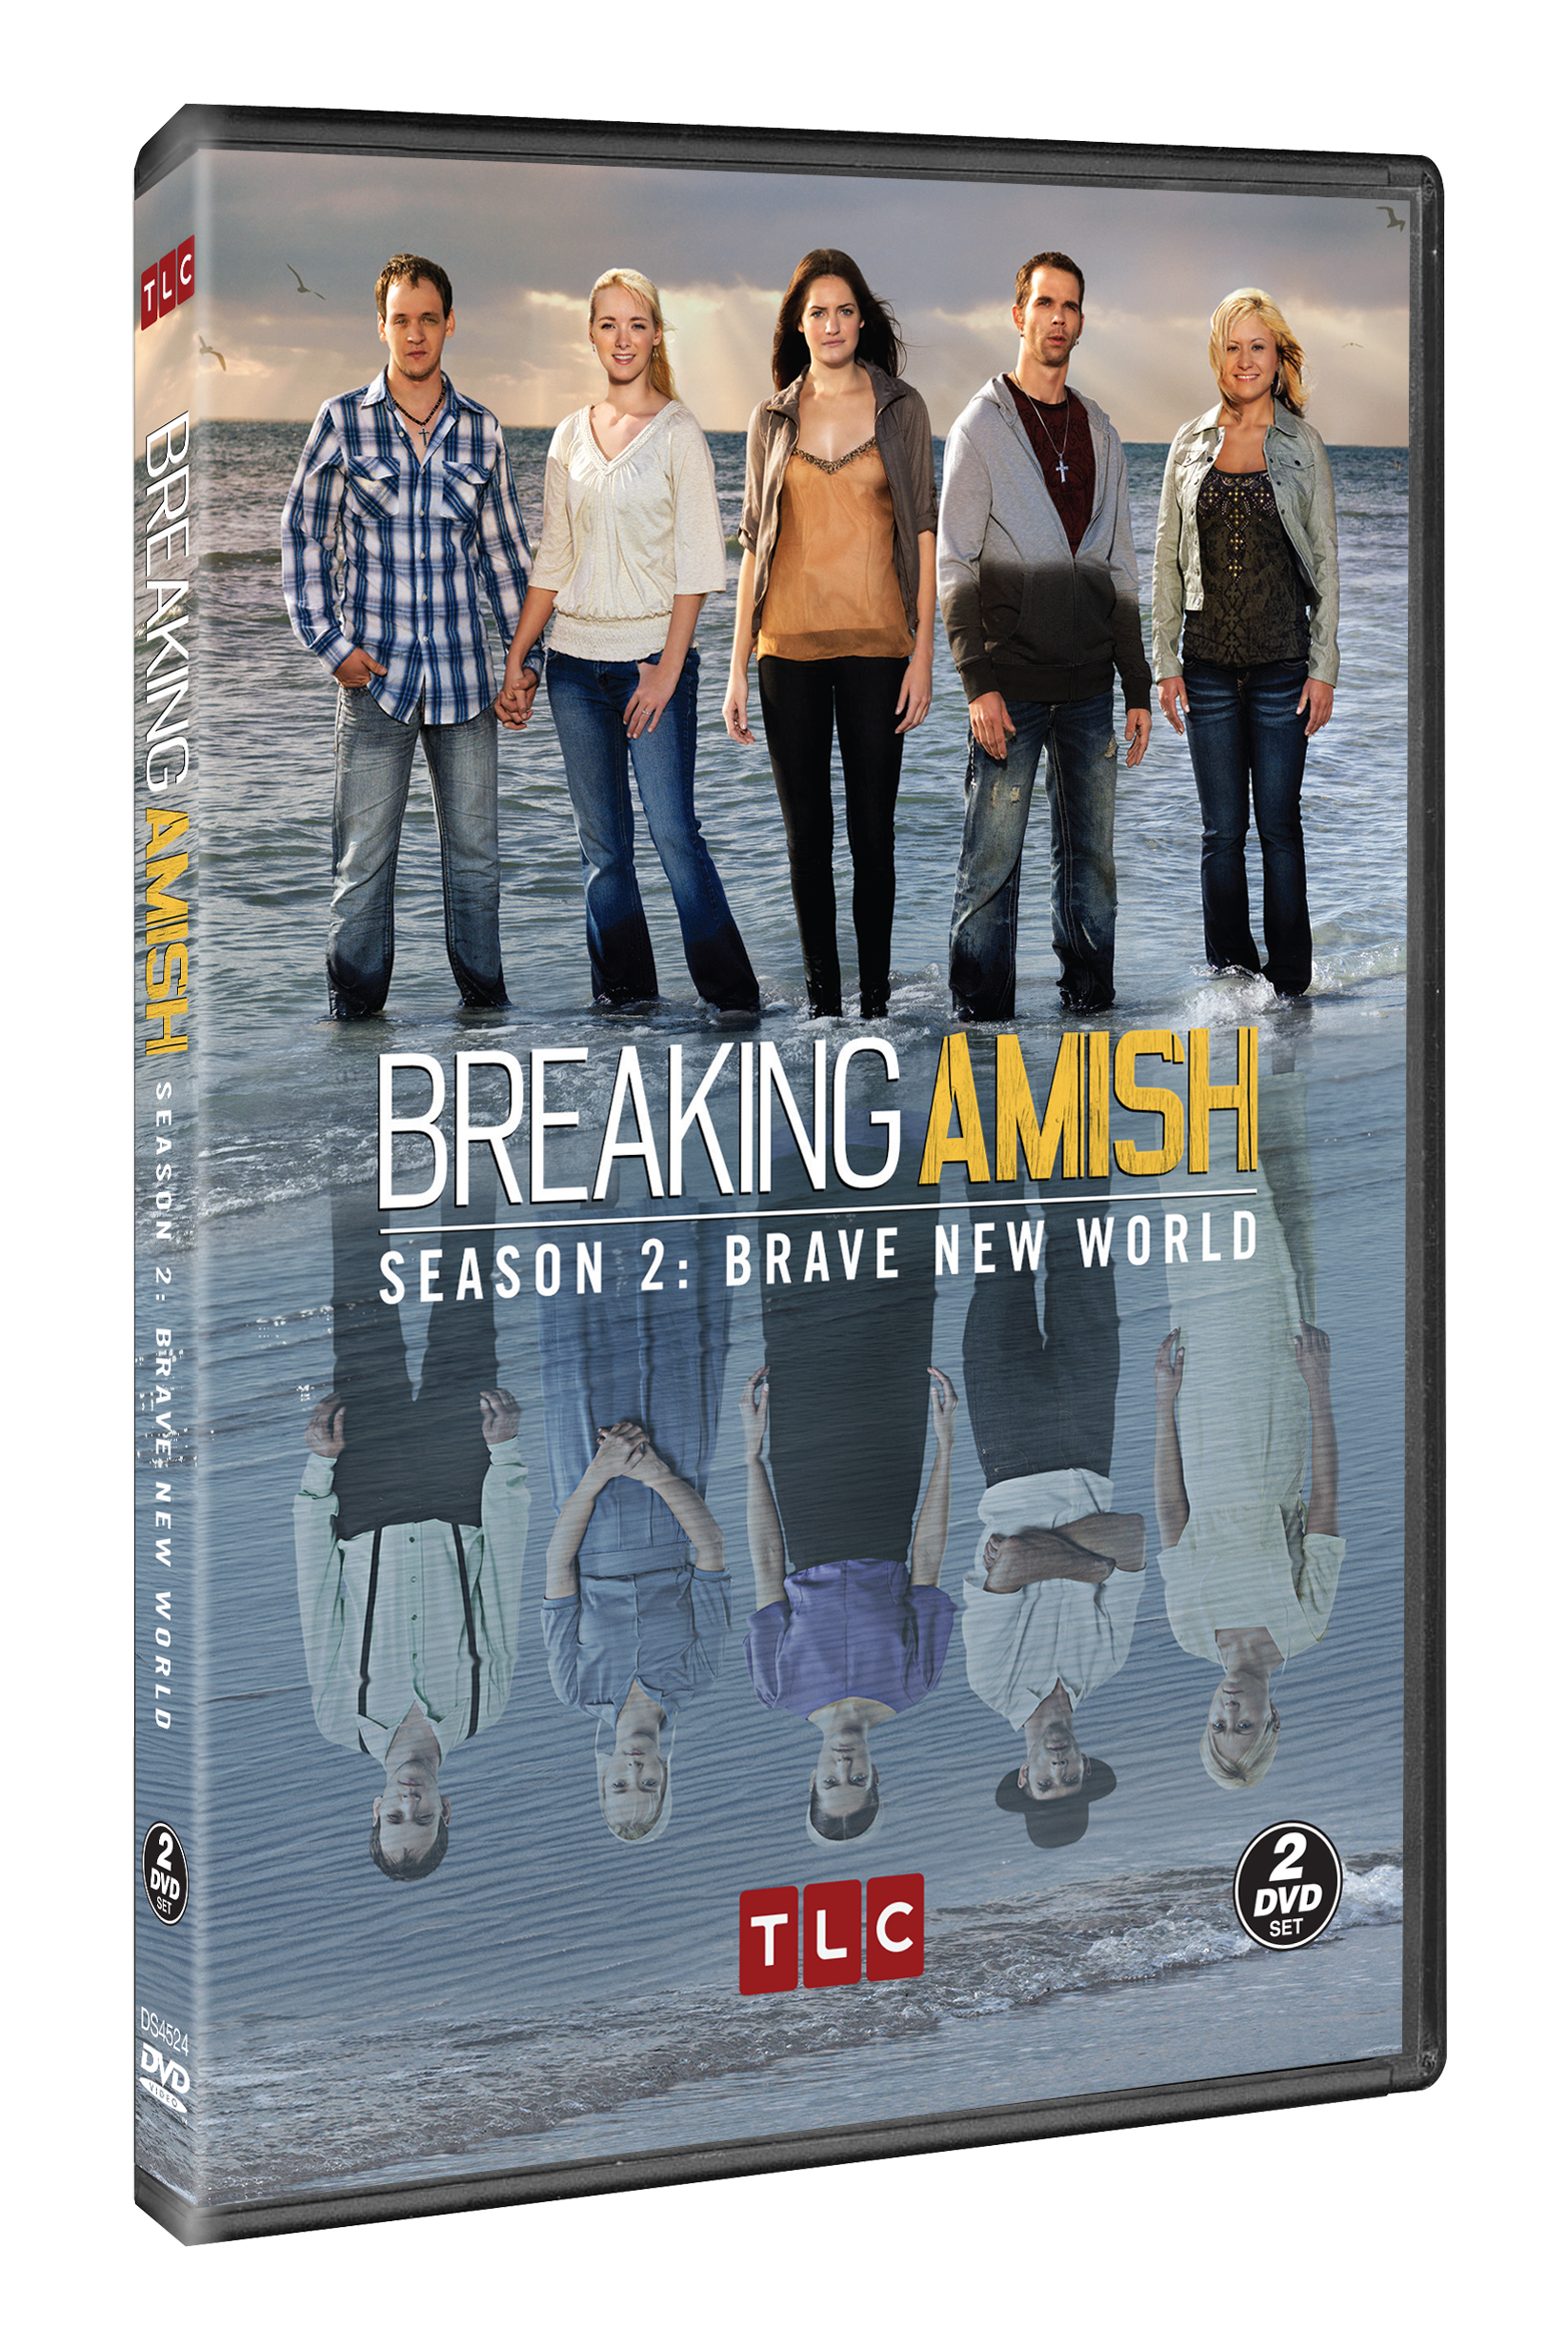 TLC
BREAKING AMISH
SEASON 2: BRAVE NEW WORLD
2
DVD
SET
DS4524
DVD
VIDEO
BREAKING AMISH
SEASON 2: BRAVE NEW WORLD
TLC
2
DVD
SET